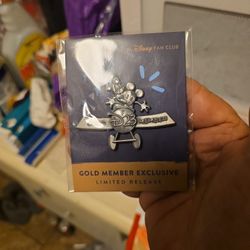 Disney FAN CLUB
GOLD MEMBER EXCLUSIVE
LIMITED RELEASE